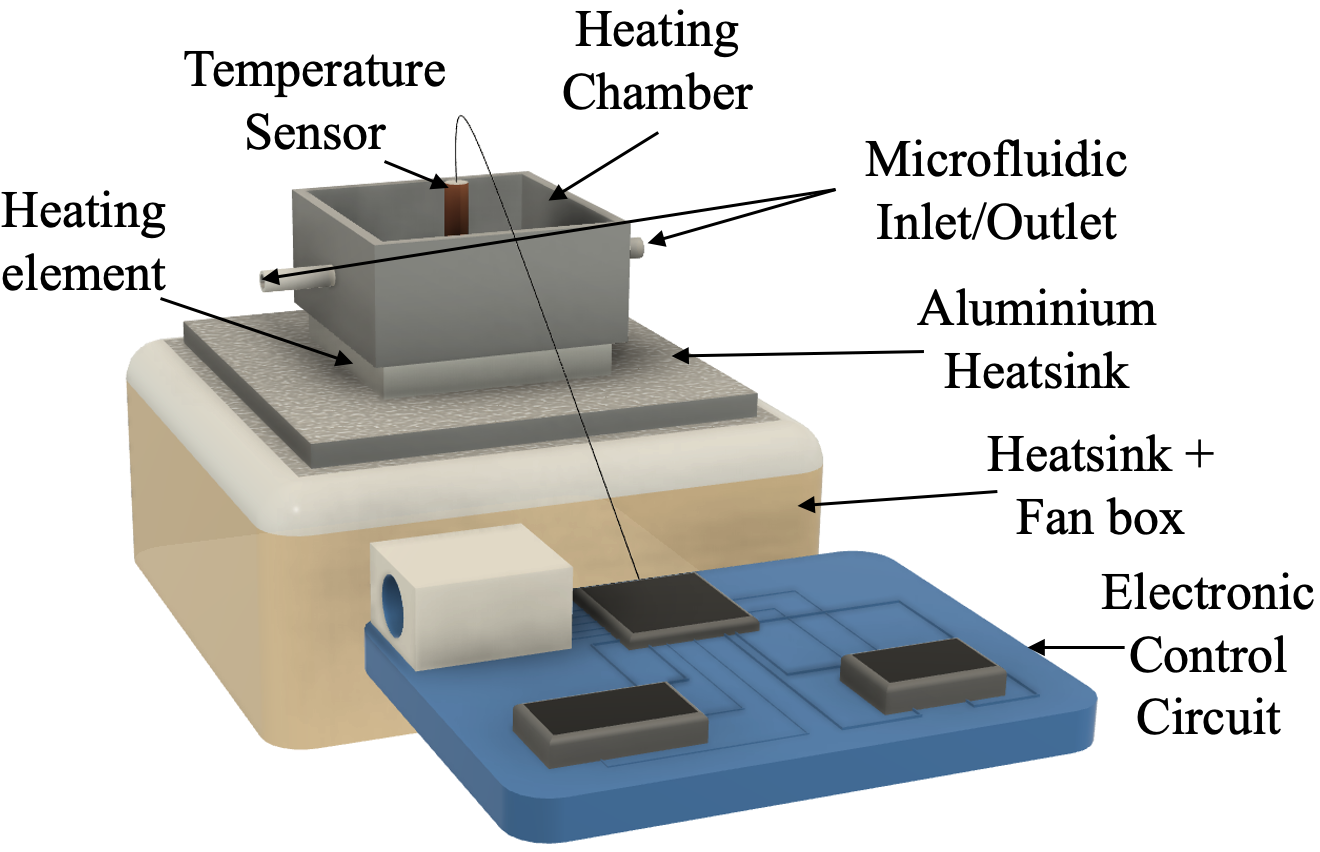 Heating
Chamber
Temperature
Sensor
Microfluidic
Inlet/Outlet
Heating
element
Aluminium
Heatsink
Heatsink +
Fan box
Electronic
Control
Circuit